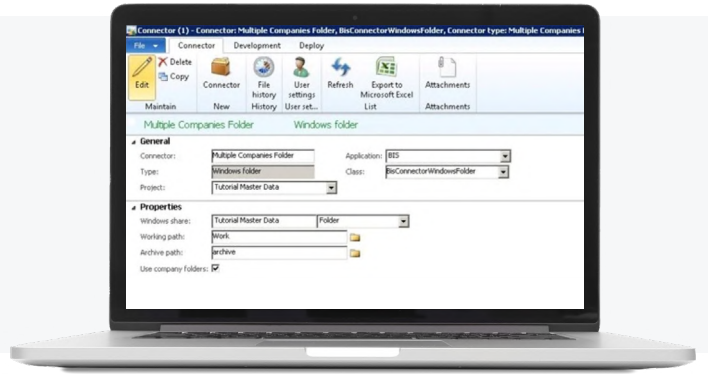 Connector (1) - Connector: Multiple Companies Folder, BisConnectorWindowsFolder, Connector type: Multiple Companies
File Connector Development Deploy
Edit
Delete
Copy
Connector
File history
User settings
Refresh
Export to Microsoft Excel
Attachments
Maintain New History User set... List Attachments
Multiple Companies Folder Windows folder
General
Connector: Multiple Companies Folder Application: BIS
Type: Windows folder Class: BisConnectorWindowsFolder
Project: Tutorial Master Data
Properties
Windows share: Tutorial Master Data Folder
Working path: Work
Archive path: archive
Use company folders: